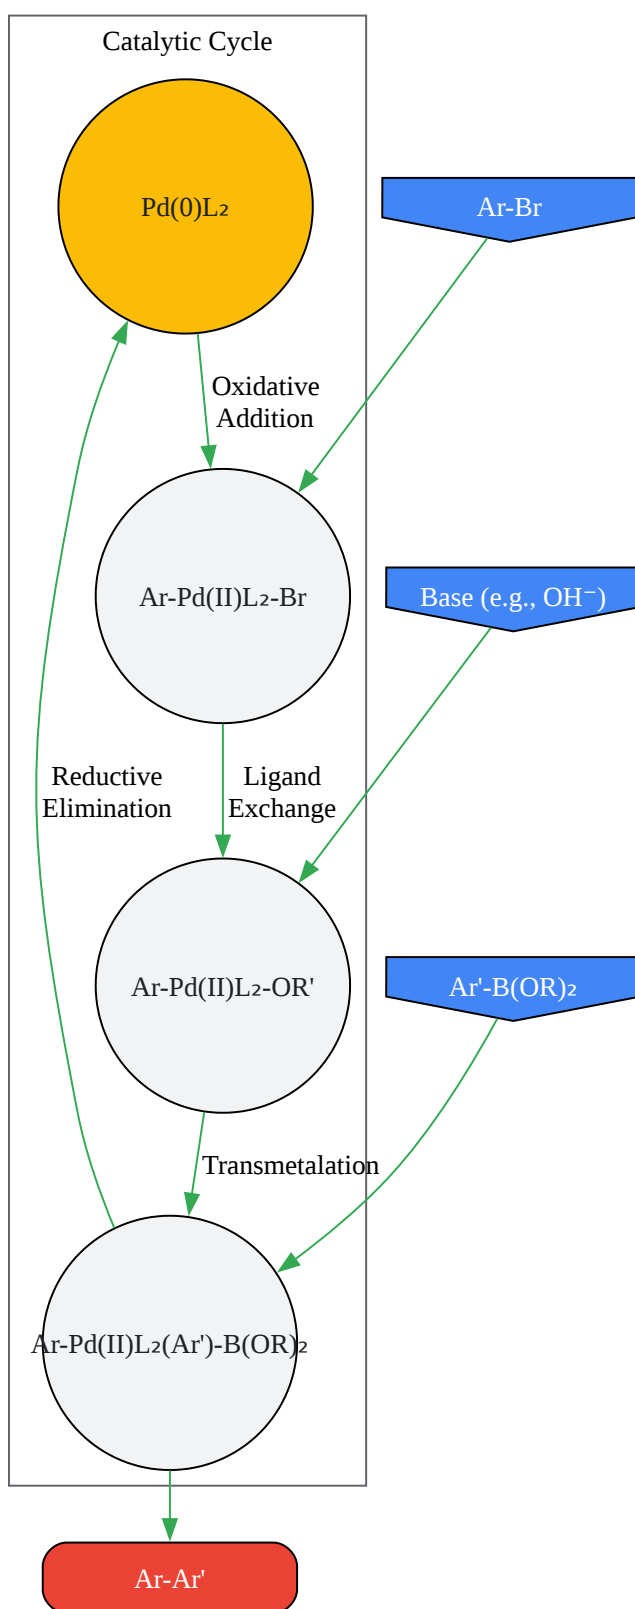 Catalytic Cycle
Pd(0)L₂
Ar-Br
Oxidative
Addition
Ar-Pd(II)L₂-Br
Base (e.g., OH⁻)
Reductive
Elimination
Ligand
Exchange
Ar-Pd(II)L₂-OR'
Ar'-B(OR)₂
Transmetalation
Ar-Pd(II)L₂(Ar')-B(OR)₂
Ar-Ar'